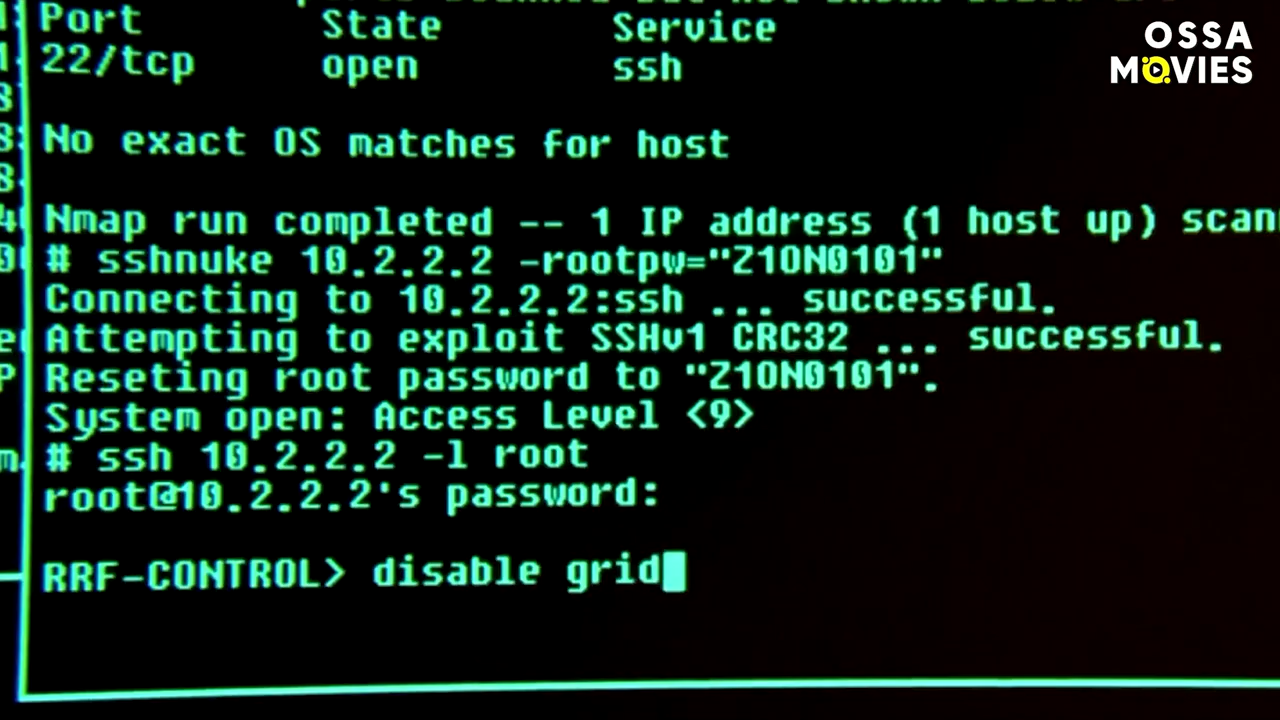 Port State Service
22/tcp open ssh
No exact OS matches for host
Nmap run completed -- 1 IP address (1 host up) scan
# sshnuke 10.2.2.2 -rootpw="Z1ON0101"
Connecting to 10.2.2.2:ssh ... successful.
Attempting to exploit SSHv1 CRC32 ... successful.
Reseting root password to "Z1ON0101".
System open: Access Level <9>
# ssh 10.2.2.2 -l root
root@10.2.2.2's password:
RRF-CONTROL> disable grid
OSSA
MOVIES